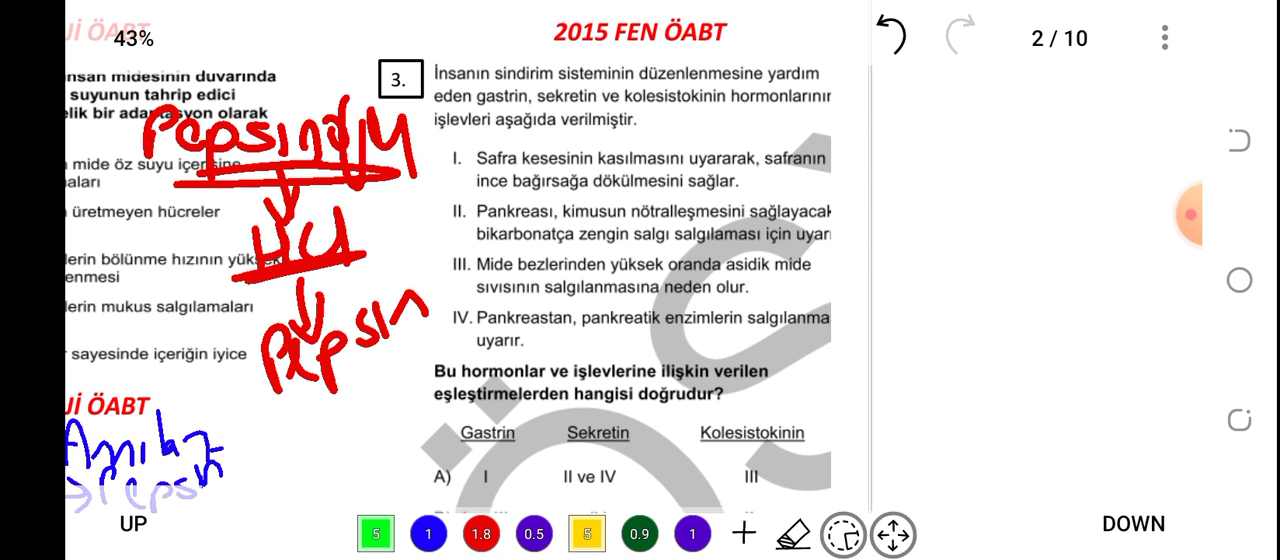 43%
Jİ ÖABT
2015 FEN ÖABT
2 / 10
insan midesinin duvarında
suyunun tahrip edici
elik bir adaptasyon olarak
mide öz suyu içerisine
aları
üretmeyen hücreler
lerin bölünme hızının yüksek
enmesi
lerin mukus salgılamaları
sayesinde içeriğin iyice
Jİ ÖABT
Pepsinojen
HCl
Pepsin
Amilaz
Pepsin
3. İnsanın sindirim sisteminin düzenlenmesine yardım
eden gastrin, sekretin ve kolesistokinin hormonlarının
işlevleri aşağıda verilmiştir.
I. Safra kesesinin kasılmasını uyararak, safranın
ince bağırsağa dökülmesini sağlar.
II. Pankreası, kimusun nötralleşmesini sağlayacak
bikarbonatça zengin salgı salgılaması için uyarı
III. Mide bezlerinden yüksek oranda asidik mide
sıvısının salgılanmasına neden olur.
IV. Pankreastan, pankreatik enzimlerin salgılanma
uyarır.
Bu hormonlar ve işlevlerine ilişkin verilen
eşleştirmelerden hangisi doğrudur?
Gastrin Sekretin Kolesistokinin
A) I II ve IV III
UP
5 1 1.8 0.5 5 0.9 1
DOWN